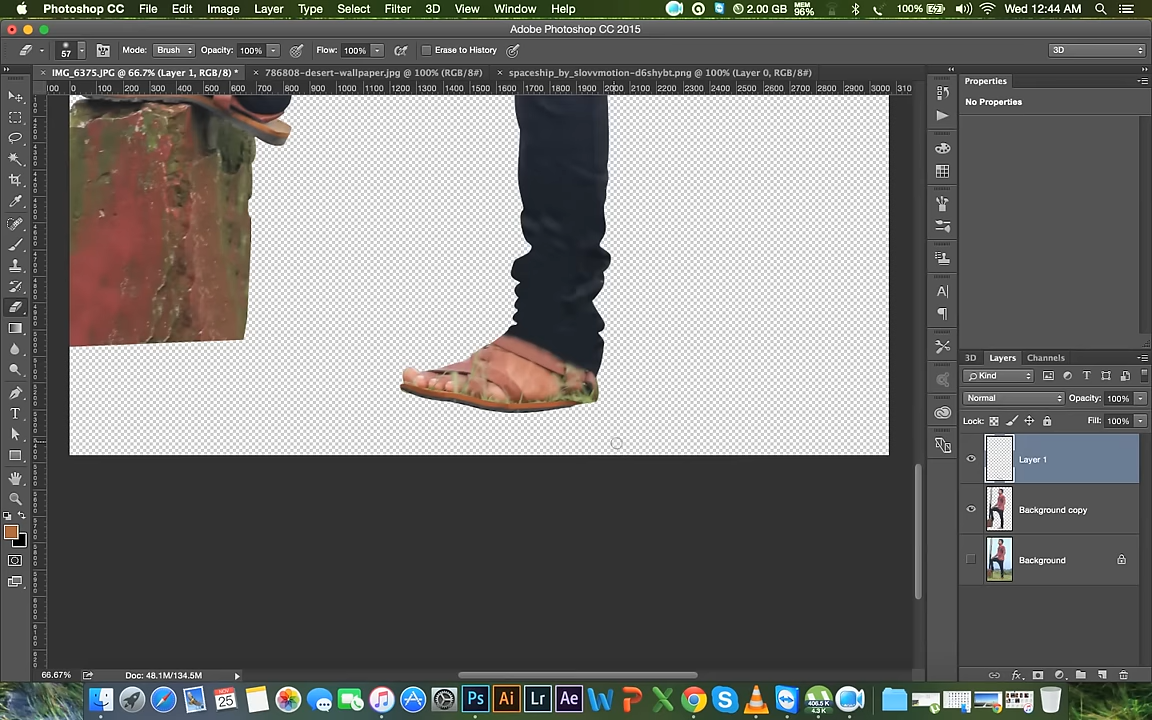 Photoshop CC File Edit Image Layer Type Select Filter 3D View Window Help 2.00 GB MEM 96% 100% Wed 12:44 AM
Adobe Photoshop CC 2015
57 Mode: Brush Opacity: 100% Flow: 100% Erase to History 3D
× IMG_6375.JPG @ 66.7% (Layer 1, RGB/8) * × 786808-desert-wallpaper.jpg @ 100% (RGB/8#) × spaceship_by_slovvmotion-d6shybt.png @ 100% (Layer 0, RGB/8#)
0 100 200 300 400 500 600 700 800 900 1000 1100 1200 1300 1400 1500 1600 1700 1800 1900 2000 2100 2200 2300 2400 2500 2600 2700 2800 2900 3000 310
Properties
No Properties
3D Layers Channels
Kind
Normal Opacity: 100%
Lock: Fill: 100%
Layer 1
Background copy
Background
66.67% Doc: 48.1M/134.5M
NOV 25 Ps Ai Lr Ae